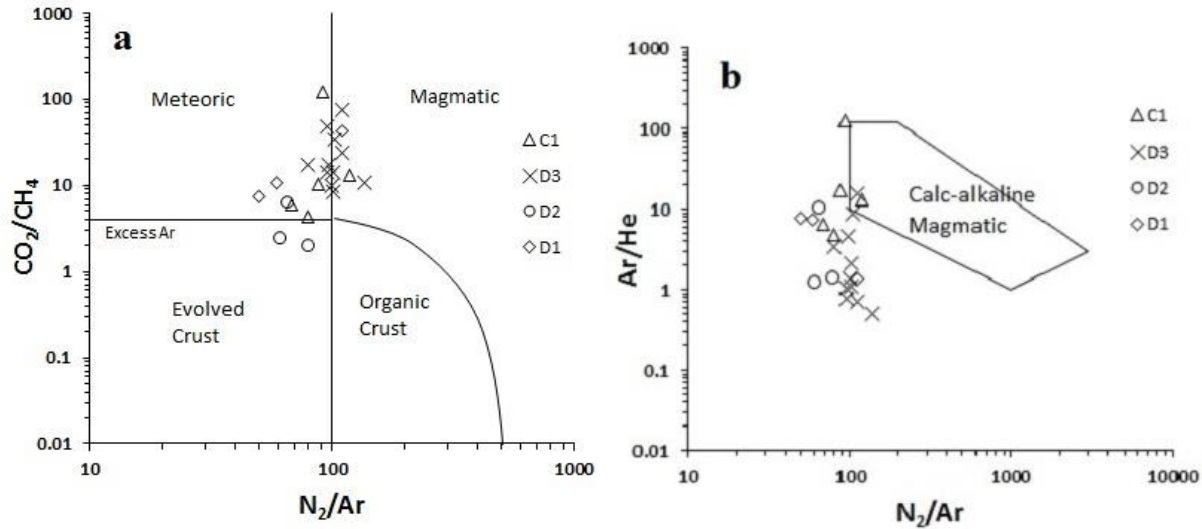 a
1000
100
10
1
0.1
0.01
10
100
1000
CO₂/CH₄
N₂/Ar
Meteoric
Magmatic
Excess Ar
Evolved
Crust
Organic
Crust
C1
D3
D2
D1
b
1000
100
10
1
0.1
0.01
10
100
1000
10000
Ar/He
N₂/Ar
Calc-alkaline
Magmatic
C1
D3
D2
D1